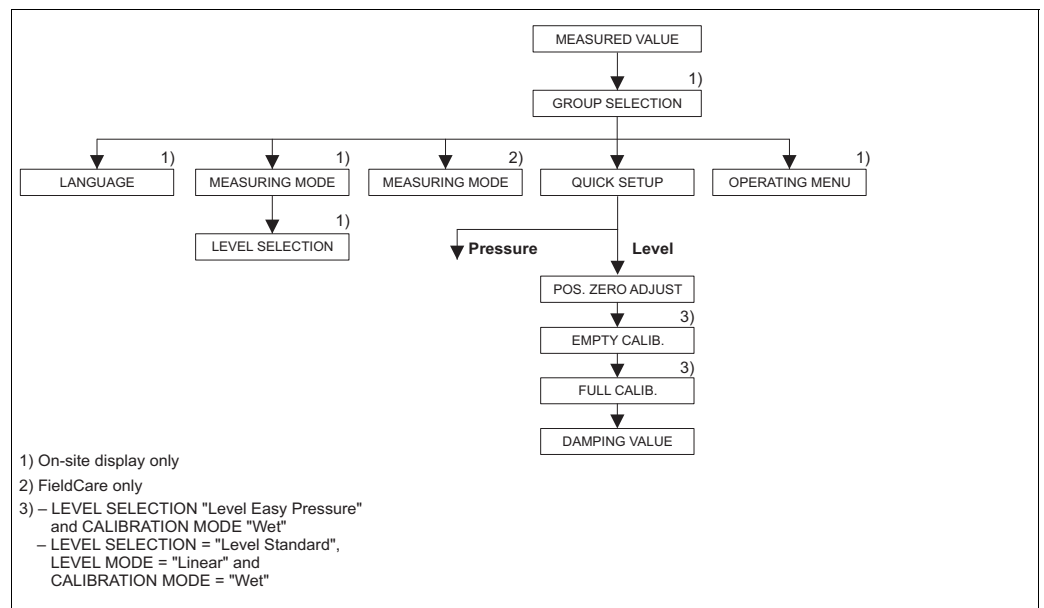 MEASURED VALUE
1)
GROUP SELECTION
1)
LANGUAGE
1)
MEASURING MODE
2)
MEASURING MODE
QUICK SETUP
1)
OPERATING MENU
1)
LEVEL SELECTION
Pressure
Level
POS. ZERO ADJUST
3)
EMPTY CALIB.
3)
FULL CALIB.
DAMPING VALUE
1) On-site display only
2) FieldCare only
3) – LEVEL SELECTION "Level Easy Pressure"
and CALIBRATION MODE "Wet"
– LEVEL SELECTION = "Level Standard",
LEVEL MODE = "Linear" and
CALIBRATION MODE = "Wet"